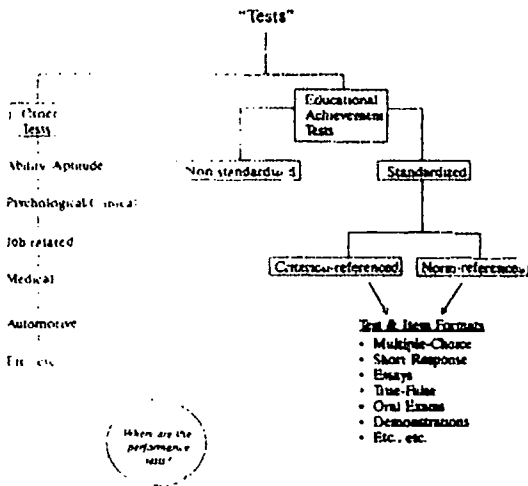 "Tests"
Other
Tests
Educational
Achievement
Tests
Ability/Aptitude
Non standardized
Standardized
Psychological/Clinical
Job related
Criterion-referenced
Norm-referenced
Medical
Automotive
Etc., etc.
Test & Item Formats
• Multiple-Choice
• Short Response
• Essays
• True-False
• Oral Exams
• Demonstrations
• Etc., etc.
Where are the
performance
tests?